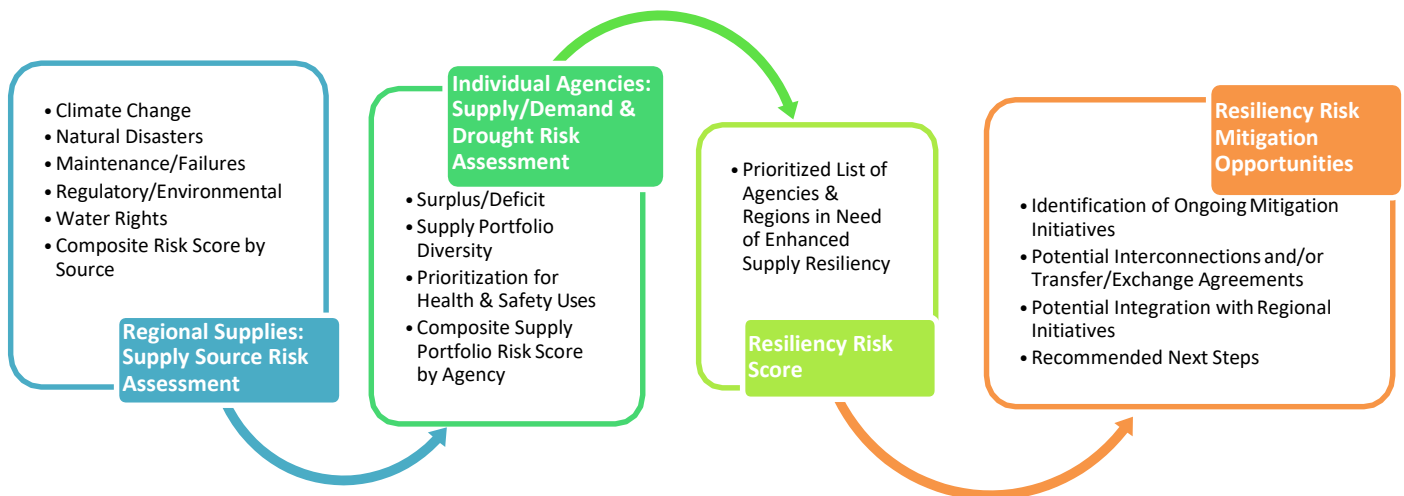 • Climate Change
• Natural Disasters
• Maintenance/Failures
• Regulatory/Environmental
• Water Rights
• Composite Risk Score by
Source
Regional Supplies:
Supply Source Risk
Assessment
Individual Agencies:
Supply/Demand &
Drought Risk
Assessment
• Surplus/Deficit
• Supply Portfolio
Diversity
• Prioritization for
Health & Safety Uses
• Composite Supply
Portfolio Risk Score
by Agency
• Prioritized List of
Agencies &
Regions in Need
of Enhanced
Supply Resiliency
Resiliency Risk
Score
Resiliency Risk
Mitigation
Opportunities
• Identification of Ongoing Mitigation
Initiatives
• Potential Interconnections and/or
Transfer/Exchange Agreements
• Potential Integration with Regional
Initiatives
• Recommended Next Steps